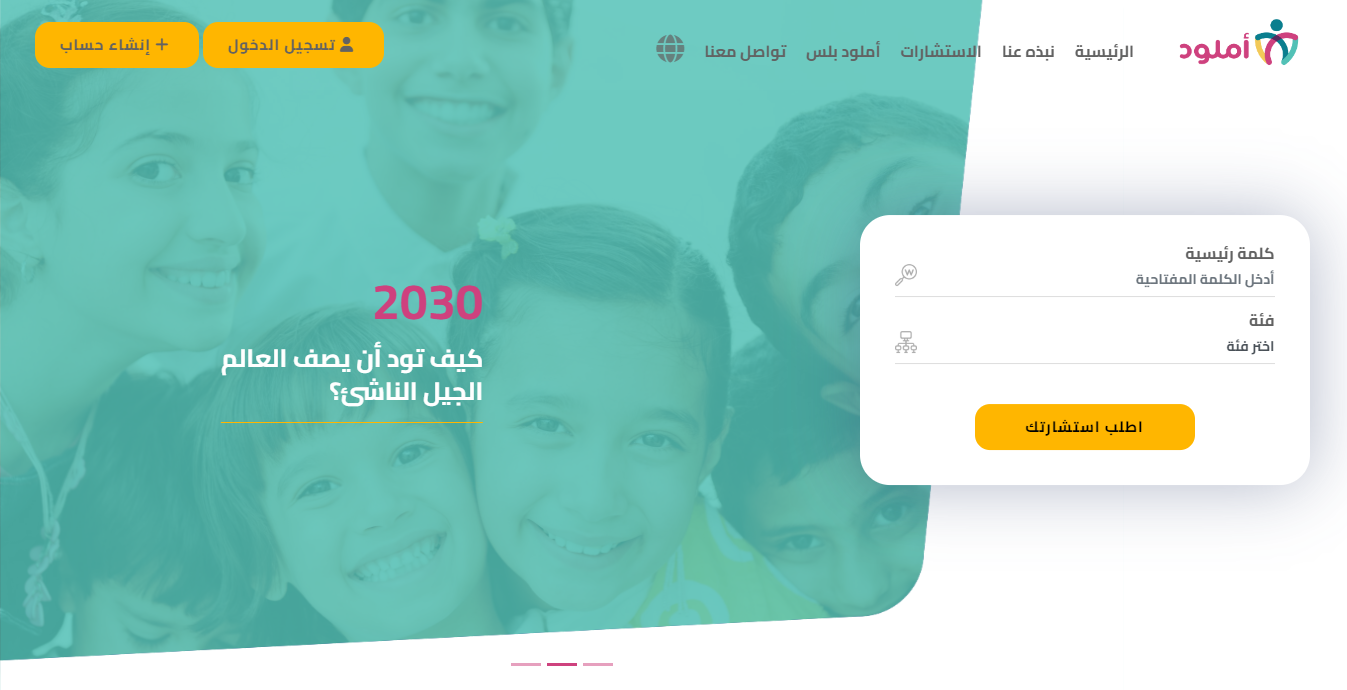 أملود
الرئيسية
نبذه عنا
الاستشارات
أملود بلس
تواصل معنا
تسجيل الدخول
+ إنشاء حساب
كلمة رئيسية
أدخل الكلمة المفتاحية
W
فئة
اختر فئة
اطلب استشارتك
2030
كيف تود أن يصف العالم
الجيل الناشئ؟